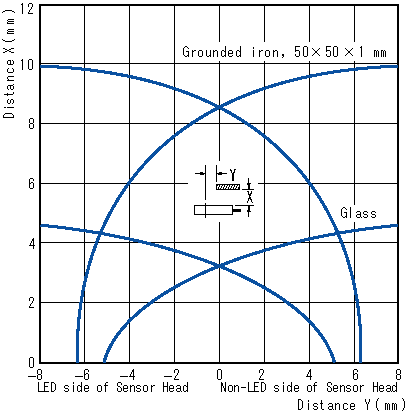 Distance X(mm)
12
10
8
6
4
2
0
Grounded iron, 50×50×1 mm
Y
X
Glass
-8 -6 -4 -2 0 2 4 6 8
LED side of Sensor Head Non-LED side of Sensor Head
Distance Y(mm)